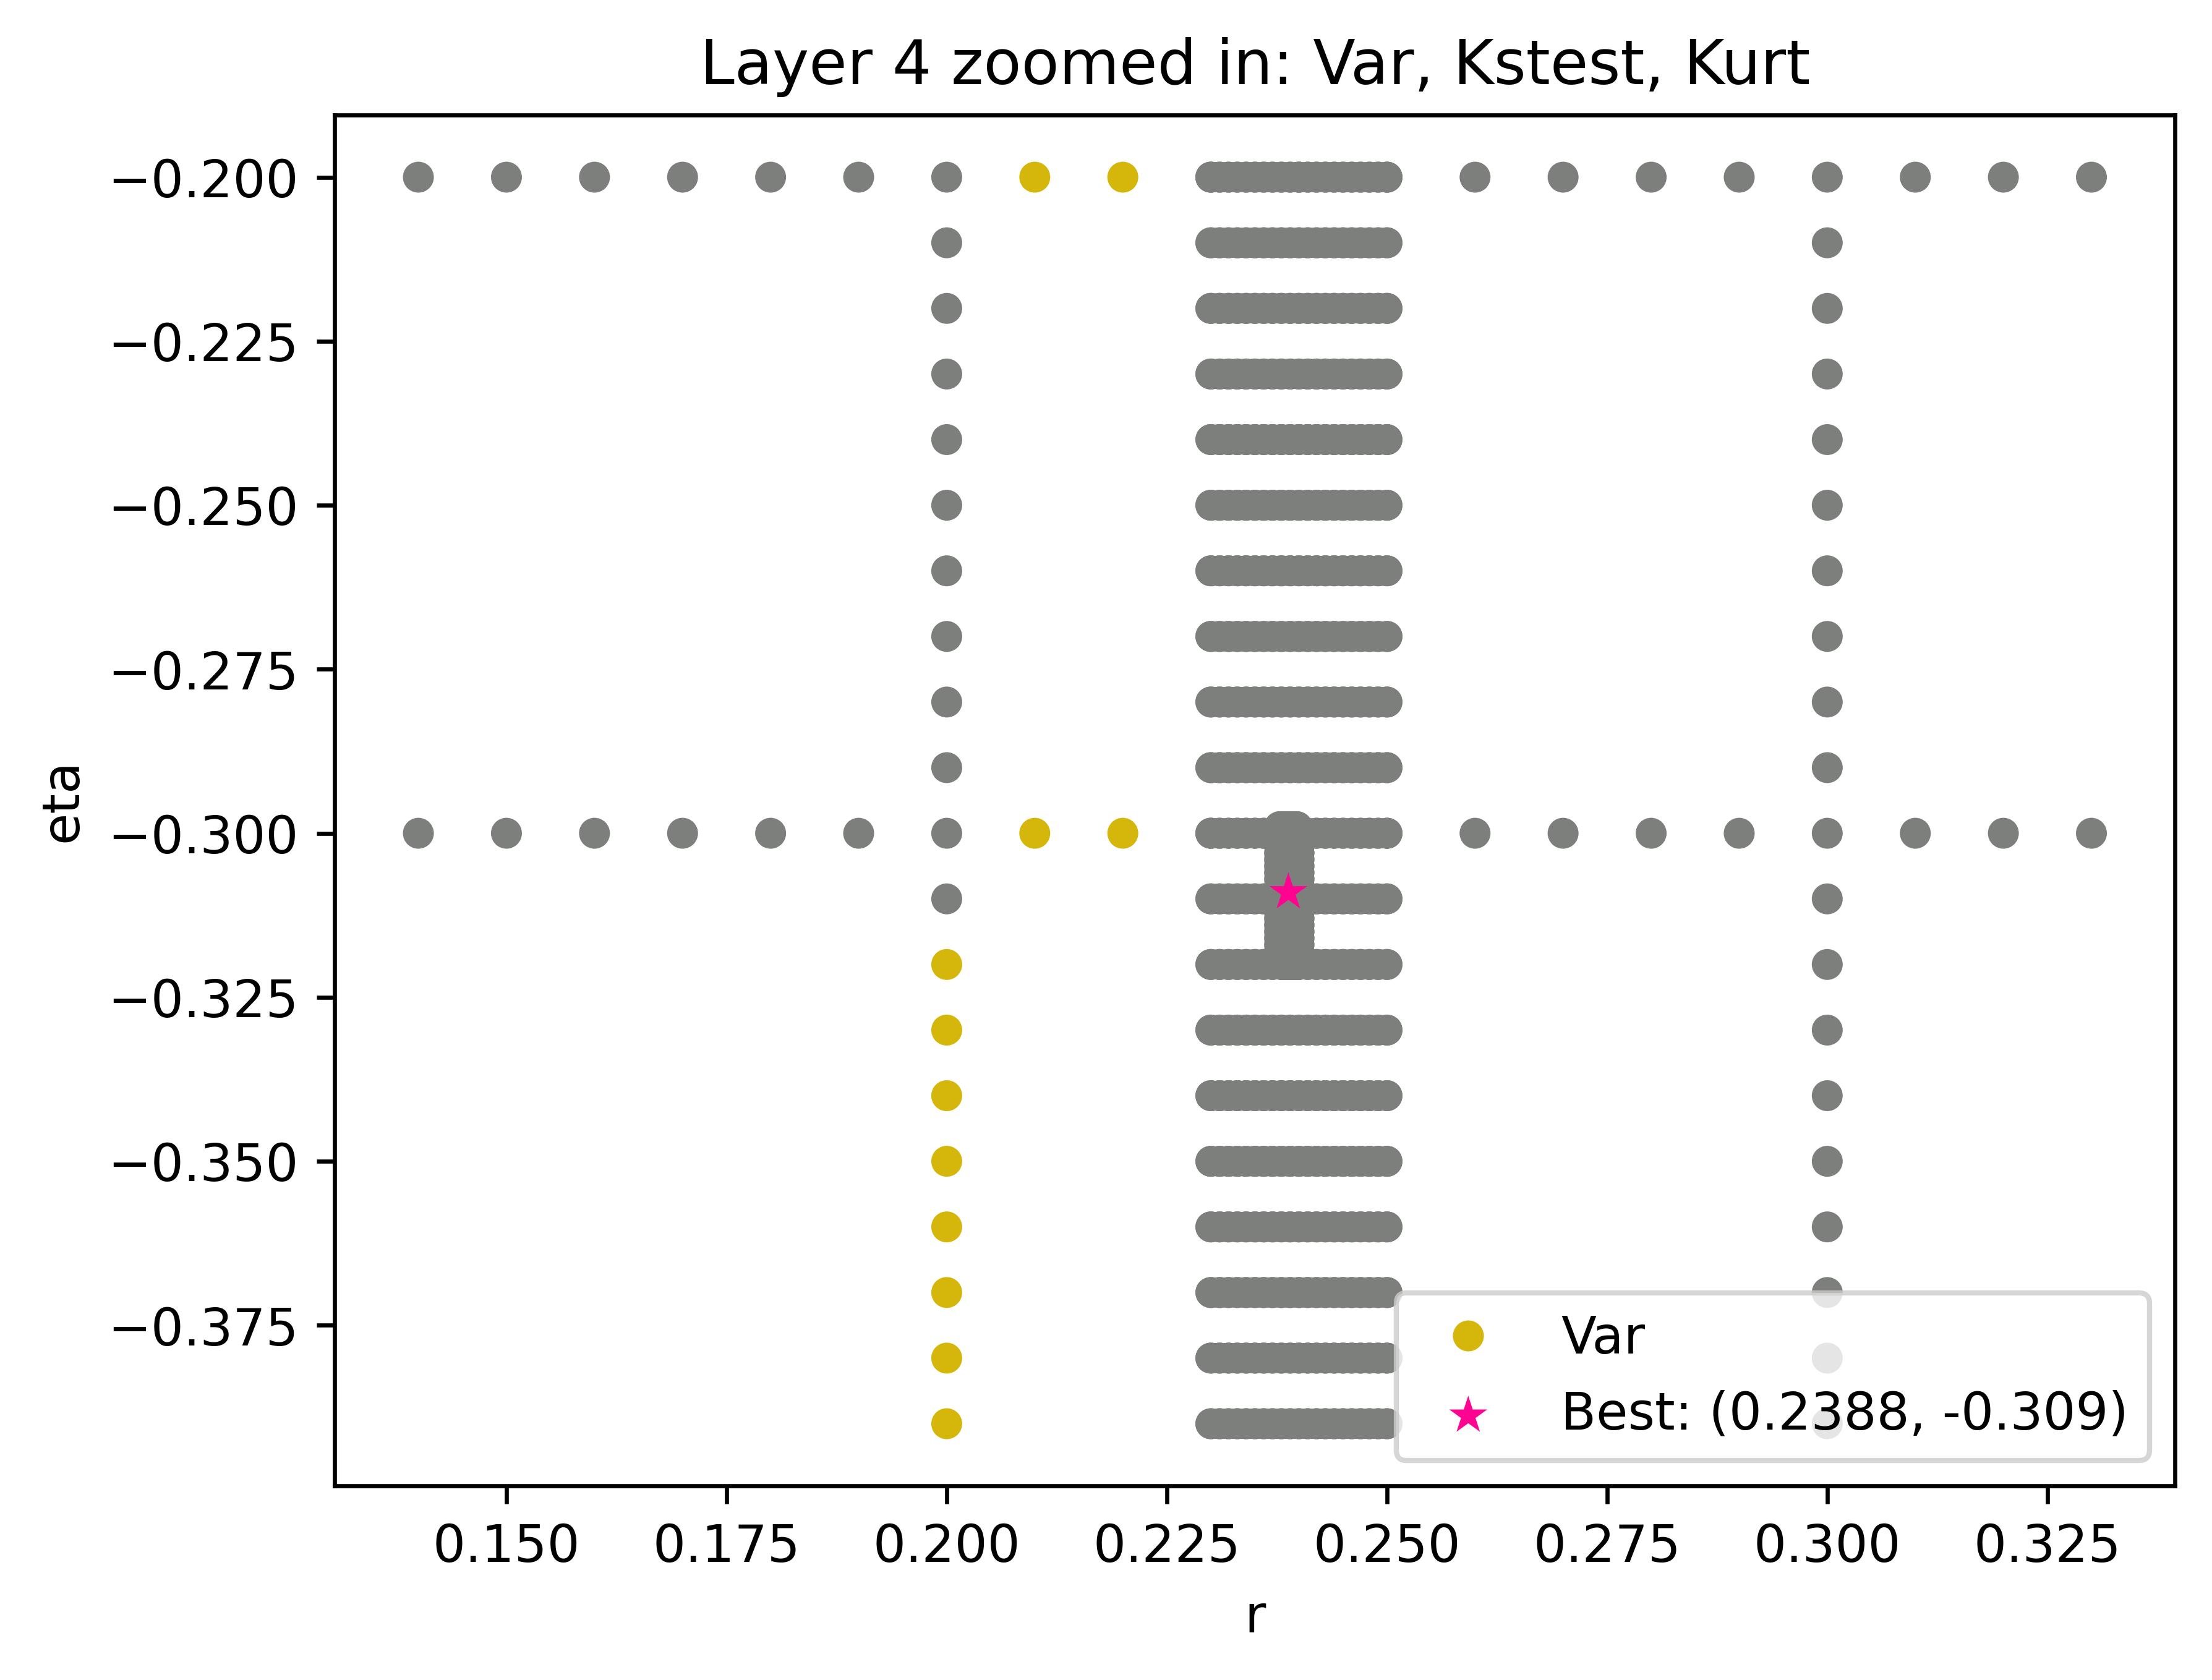 Layer 4 zoomed in: Var, Kstest, Kurt
−0.200
−0.225
−0.250
−0.275
−0.300
−0.325
−0.350
−0.375
eta
Var
Best: (0.2388, -0.309)
0.150 0.175 0.200 0.225 0.250 0.275 0.300 0.325
r